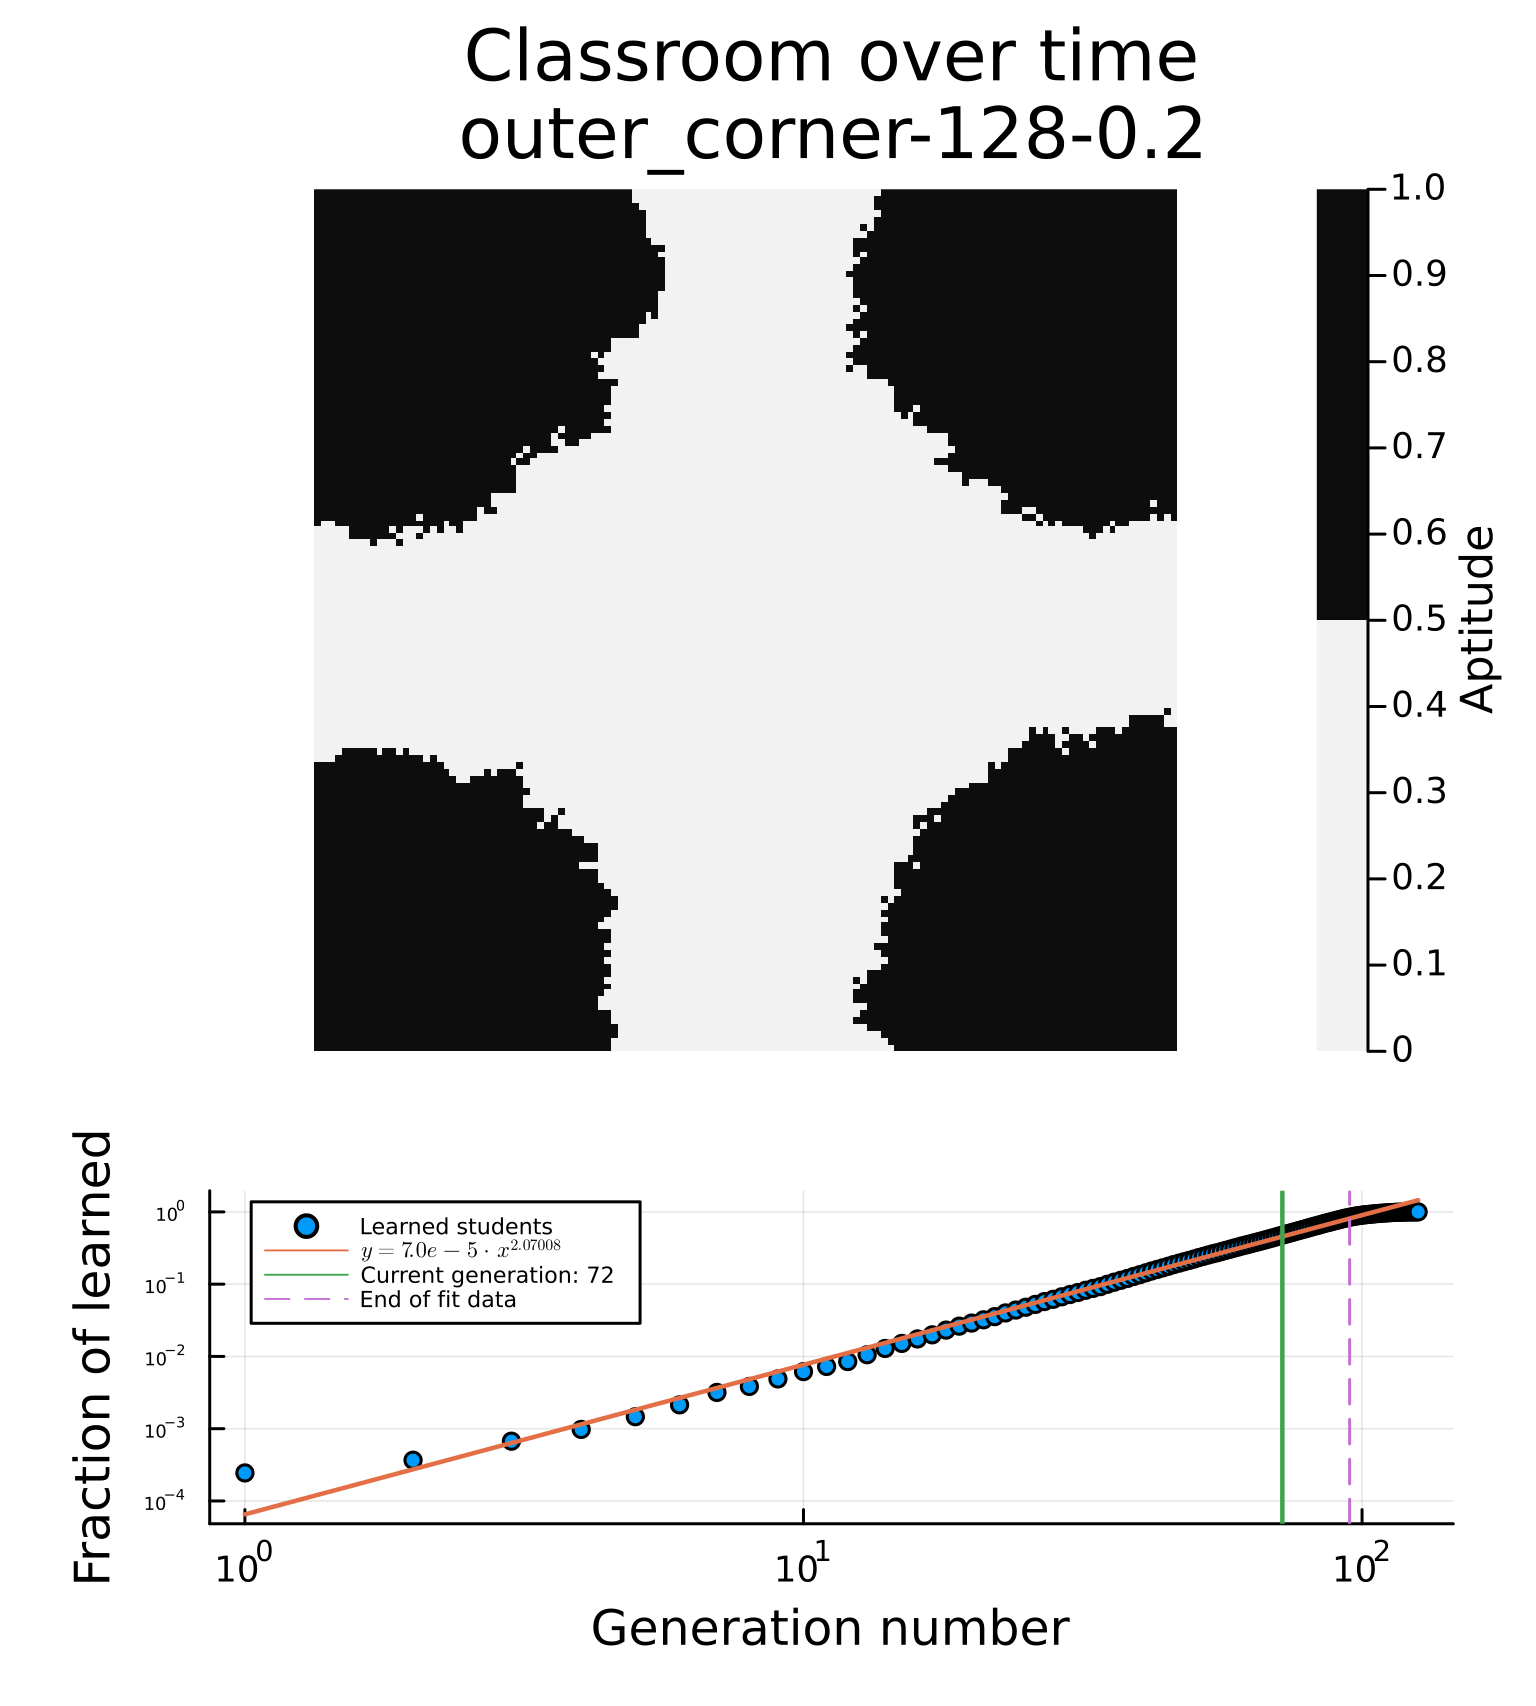 Classroom over time
outer_corner-128-0.2
1.0
0.9
0.8
0.7
0.6
0.5
0.4
0.3
0.2
0.1
0
Aptitude
Fraction of learned
10^0
10^-1
10^-2
10^-3
10^-4
Learned students
y = 7.0e − 5 · x^2.07008
Current generation: 72
End of fit data
10^0
10^1
10^2
Generation number